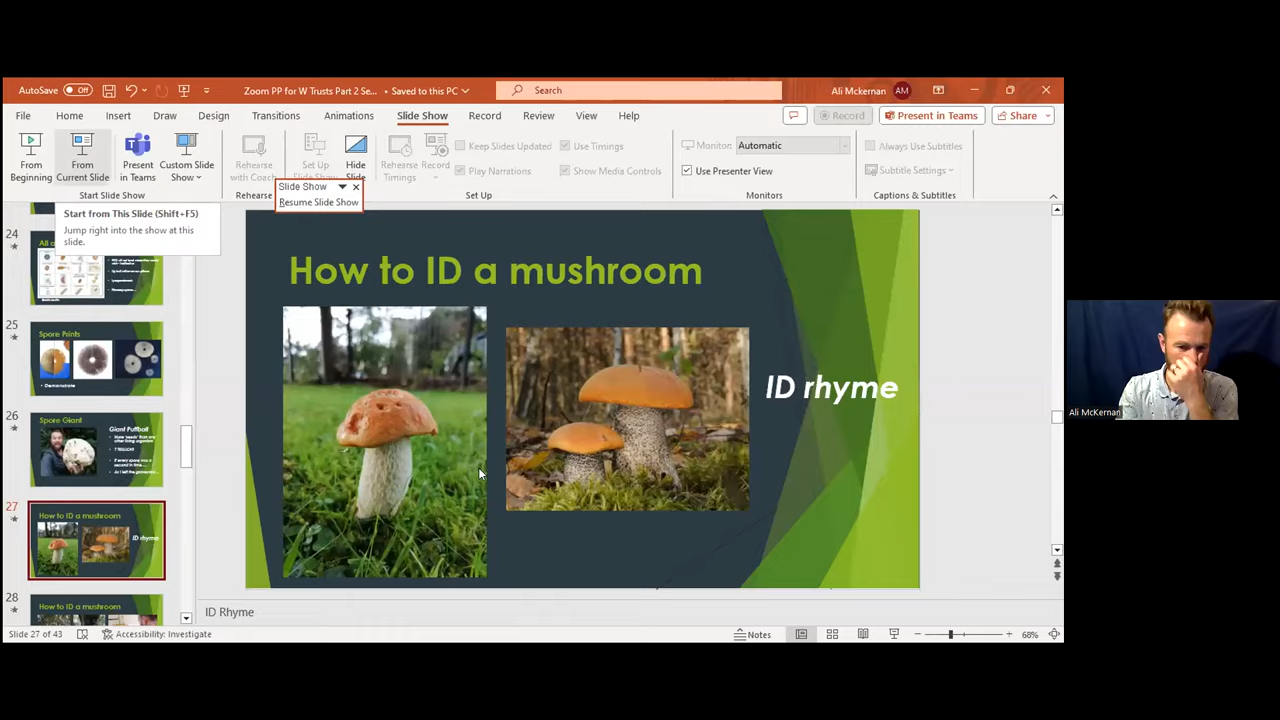 AutoSave Off Zoom PP for W Trusts Part 2 Se... • Saved to this PC Search Ali Mckernan AM
File Home Insert Draw Design Transitions Animations Slide Show Record Review View Help Record Present in Teams Share
From Beginning
From Current Slide
Present in Teams
Custom Slide Show
Rehearse with Coach
Set Up Slide Show
Hide Slide
Rehearse Timings
Record
Keep Slides Updated
Play Narrations
Use Timings
Show Media Controls
Monitor: Automatic
Use Presenter View
Always Use Subtitles
Subtitle Settings
Start Slide Show Rehearse Set Up Monitors Captions & Subtitles
Slide Show
Resume Slide Show
Start from This Slide (Shift+F5)
Jump right into the show at this
slide.
24
25
Spore Prints
• Demonstrate
26
Spore Giant
Giant Puffball
27
How to ID a mushroom
ID rhyme
28
How to ID a mushroom
How to ID a mushroom
ID rhyme
ID Rhyme
Slide 27 of 43 Accessibility: Investigate Notes 68%
Ali McKernan